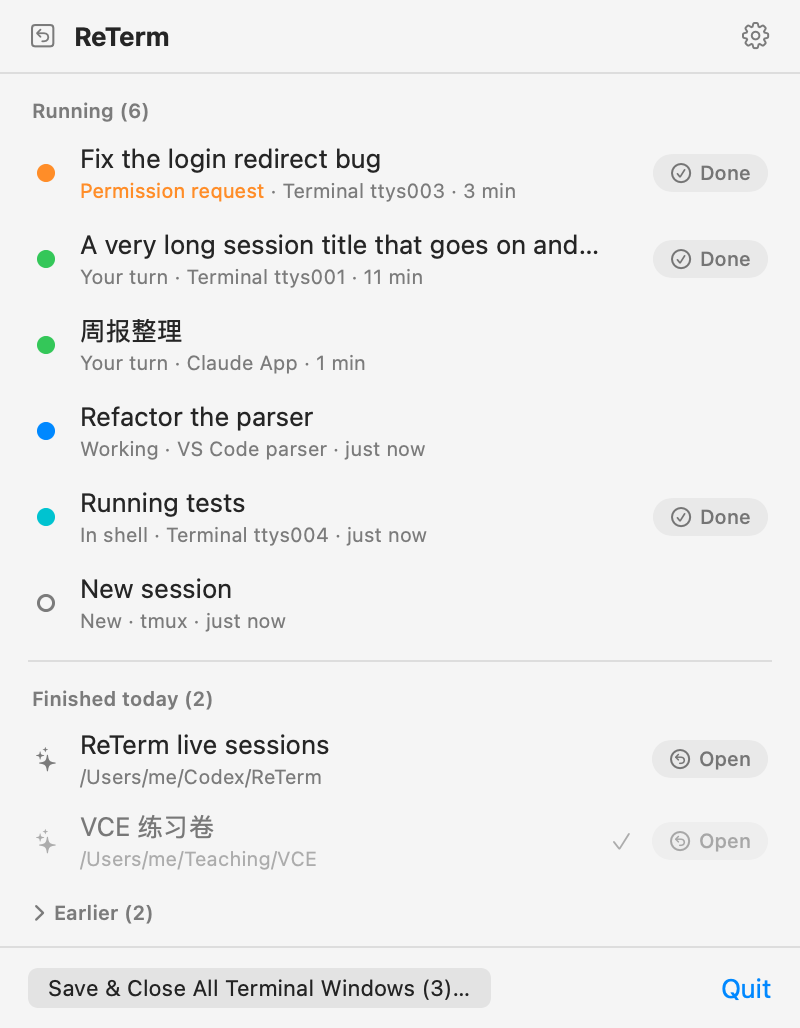 ReTerm
Running (6)
Fix the login redirect bug
Permission request · Terminal ttys003 · 3 min
Done
A very long session title that goes on and...
Your turn · Terminal ttys001 · 11 min
Done
周报整理
Your turn · Claude App · 1 min
Refactor the parser
Working · VS Code parser · just now
Running tests
In shell · Terminal ttys004 · just now
Done
New session
New · tmux · just now
Finished today (2)
ReTerm live sessions
/Users/me/Codex/ReTerm
Open
VCE 练习卷
/Users/me/Teaching/VCE
Open
Earlier (2)
Save & Close All Terminal Windows (3)...
Quit